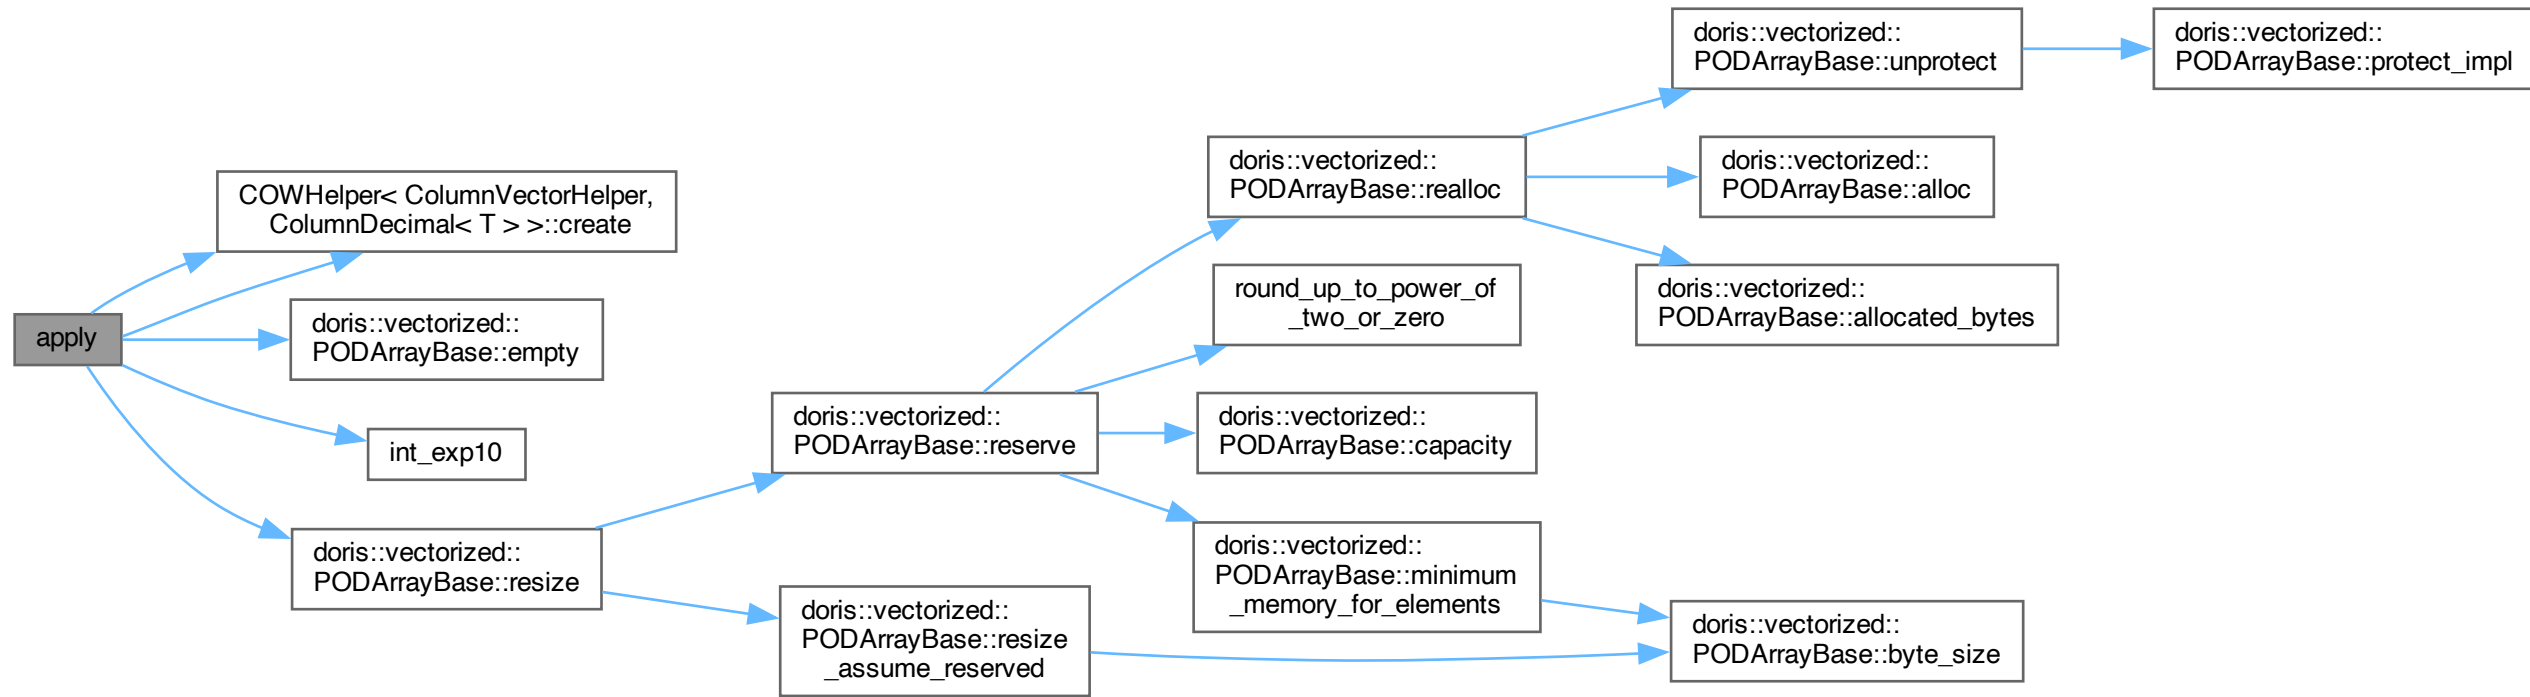 apply
COWHelper< ColumnVectorHelper,
ColumnDecimal< T > >::create
doris::vectorized::
PODArrayBase::empty
int_exp10
doris::vectorized::
PODArrayBase::resize
doris::vectorized::
PODArrayBase::reserve
doris::vectorized::
PODArrayBase::resize
_assume_reserved
doris::vectorized::
PODArrayBase::realloc
round_up_to_power_of
_two_or_zero
doris::vectorized::
PODArrayBase::capacity
doris::vectorized::
PODArrayBase::minimum
_memory_for_elements
doris::vectorized::
PODArrayBase::unprotect
doris::vectorized::
PODArrayBase::alloc
doris::vectorized::
PODArrayBase::allocated_bytes
doris::vectorized::
PODArrayBase::byte_size
doris::vectorized::
PODArrayBase::protect_impl